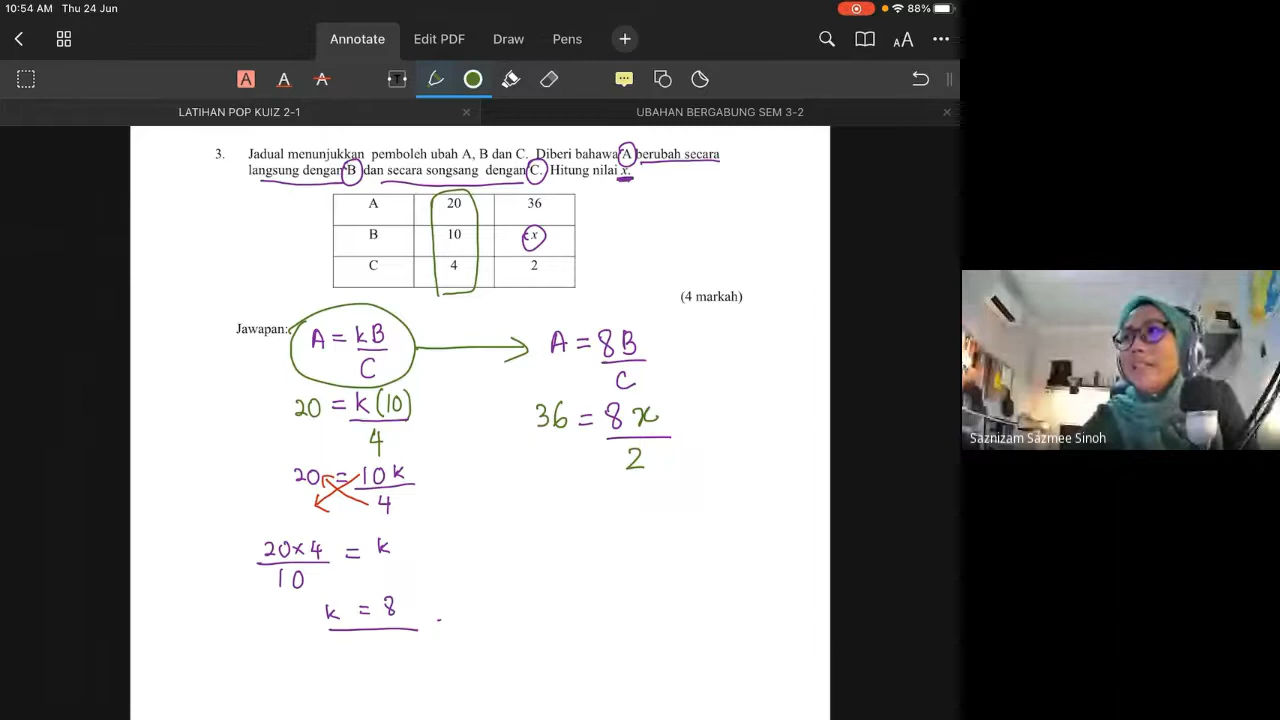 10:54 AM Thu 24 Jun
88%
Annotate Edit PDF Draw Pens
AA
A A A T
LATIHAN POP KUIZ 2-1
UBAHAN BERGABUNG SEM 3-2
3. Jadual menunjukkan pemboleh ubah A, B dan C. Diberi bahawa A berubah secara
langsung dengan B dan secara songsang dengan C. Hitung nilai x.
A 20 36
B 10 x
C 4 2
(4 markah)
Jawapan:
A = kB
C
20 = k(10)
4
20 = 10k
4
20×4 = k
10
k = 8
A = 8B
C
36 = 8x
2
Saznizam Sazmee Sinoh